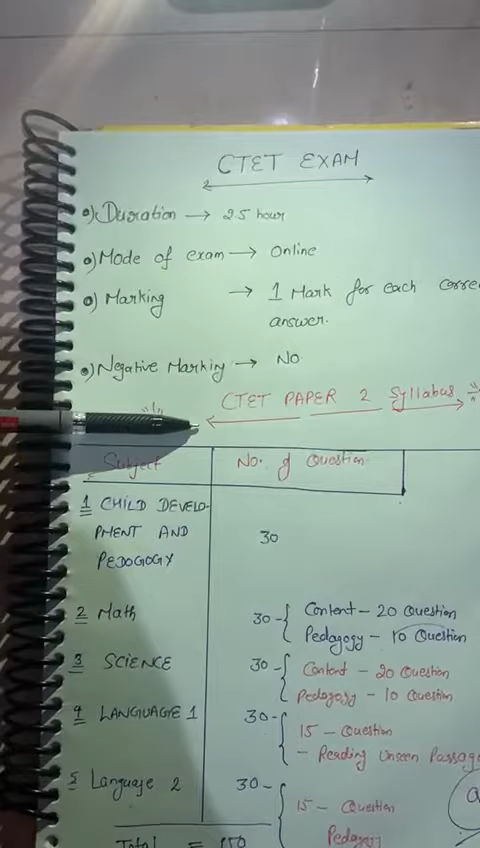 CTET EXAM
Duration → 2.5 hour
Mode of exam → Online
Marking → 1 Mark for each corre
answer.
Negative Marking → No
CTET PAPER 2 Syllabus
Subject No. of Question
1 CHILD DEVELO-
PMENT AND 30
PEDOGOGY
2 Math 30 - { Content - 20 Question
Pedagogy - 10 Question
3 SCIENCE 30 - { Content - 20 Question
Pedagogy - 10 Question
4 LANGUAGE 1 30 - { 15 - Question
- Reading Unseen Passag
5 Language 2 30 - { 15 - Question
Pedagogy
Total = 150